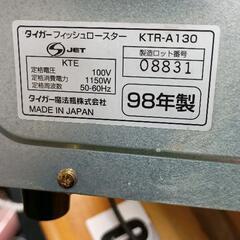 タイガーフィッシュロースター KTR-A130
S JET
製造ロット番号
08831
KTE
定格電圧 100V
定格消費電力 1150W
定格周波数 50-60Hz
98年製
タイガー魔法瓶株式会社
MADE IN JAPAN